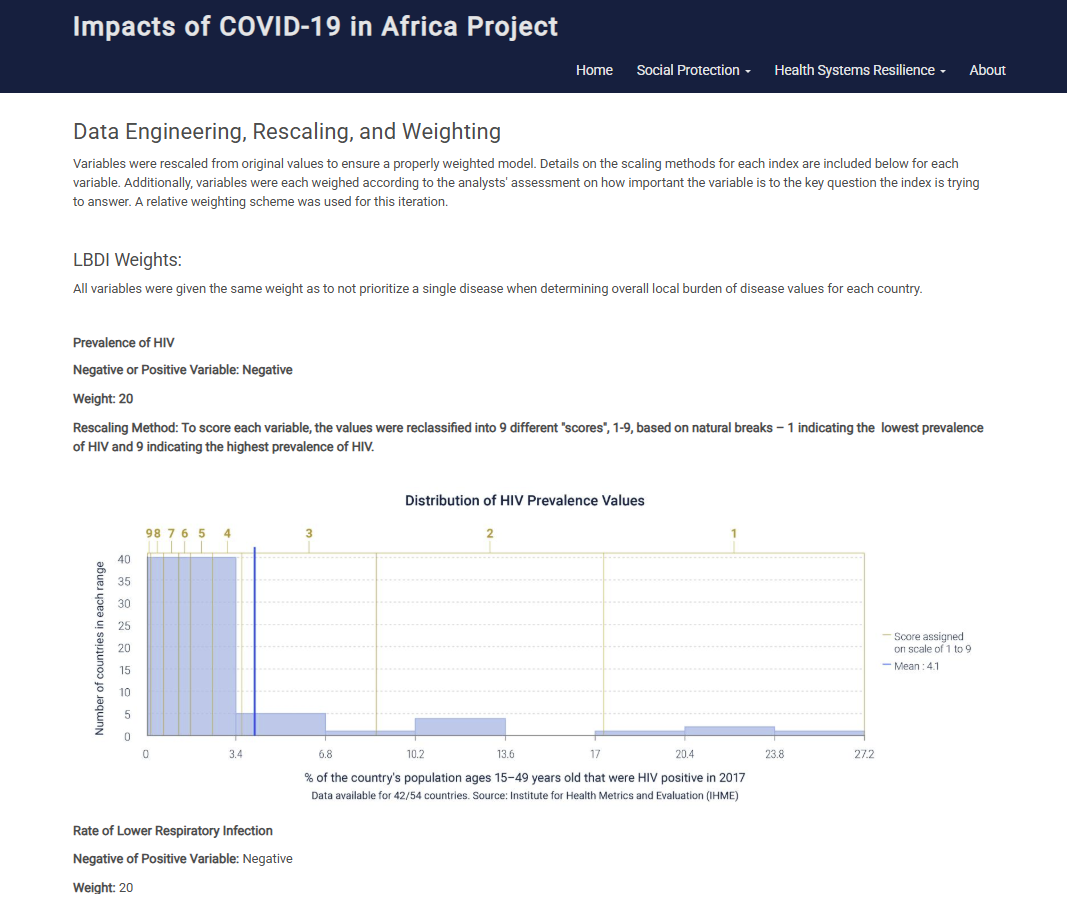 Impacts of COVID-19 in Africa Project
Home Social Protection Health Systems Resilience About
Data Engineering, Rescaling, and Weighting
Variables were rescaled from original values to ensure a properly weighted model. Details on the scaling methods for each index are included below for each
variable. Additionally, variables were each weighed according to the analysts' assessment on how important the variable is to the key question the index is trying
to answer. A relative weighting scheme was used for this iteration.
LBDI Weights:
All variables were given the same weight as to not prioritize a single disease when determining overall local burden of disease values for each country.
Prevalence of HIV
Negative or Positive Variable: Negative
Weight: 20
Rescaling Method: To score each variable, the values were reclassified into 9 different "scores", 1-9, based on natural breaks – 1 indicating the lowest prevalence
of HIV and 9 indicating the highest prevalence of HIV.
Distribution of HIV Prevalence Values
9 8 7 6 5 4 3 2 1
Number of countries in each range
40
35
30
25
20
15
10
5
0
0 3.4 6.8 10.2 13.6 17 20.4 23.8 27.2
Score assigned
on scale of 1 to 9
Mean : 4.1
% of the country's population ages 15–49 years old that were HIV positive in 2017
Data available for 42/54 countries. Source: Institute for Health Metrics and Evaluation (IHME)
Rate of Lower Respiratory Infection
Negative of Positive Variable: Negative
Weight: 20